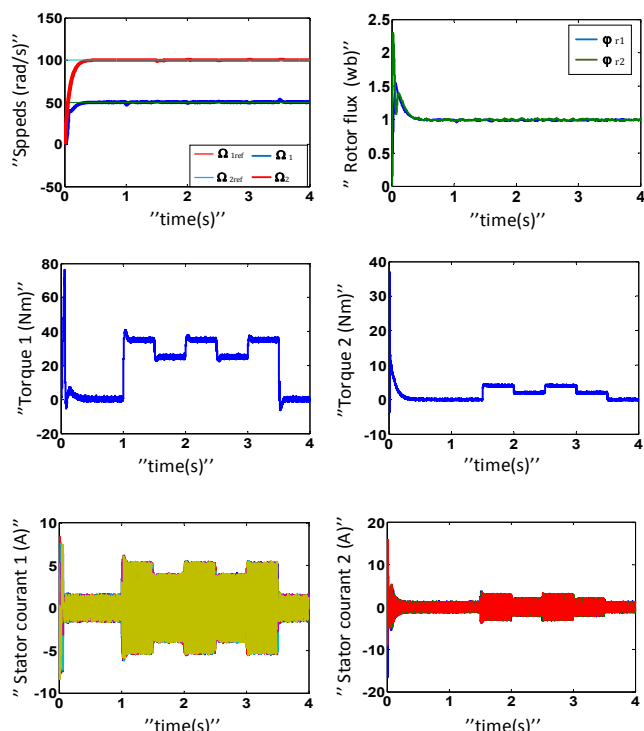 150
100
50
0
-50
0 1 2 3 4
''Sppeds (rad/s)''
Ω 1ref Ω 1
Ω 2ref Ω2
''time(s)''
2.5
2
1.5
1
0.5
0
0 1 2 3 4
'' Rotor flux (wb)''
φ r1
φ r2
''time(s)''
80
60
40
20
0
-20
0 1 2 3 4
''Torque 1 (Nm)''
''time(s)''
40
30
20
10
0
-10
0 1 2 3 4
''Torque 2 (Nm)''
''time(s)''
10
5
0
-5
-10
0 1 2 3 4
'' Stator courant 1 (A)''
''time(s)''
20
10
0
-10
-20
0 1 2 3 4
'' Stator courant 2 (A)''
''time(s)''